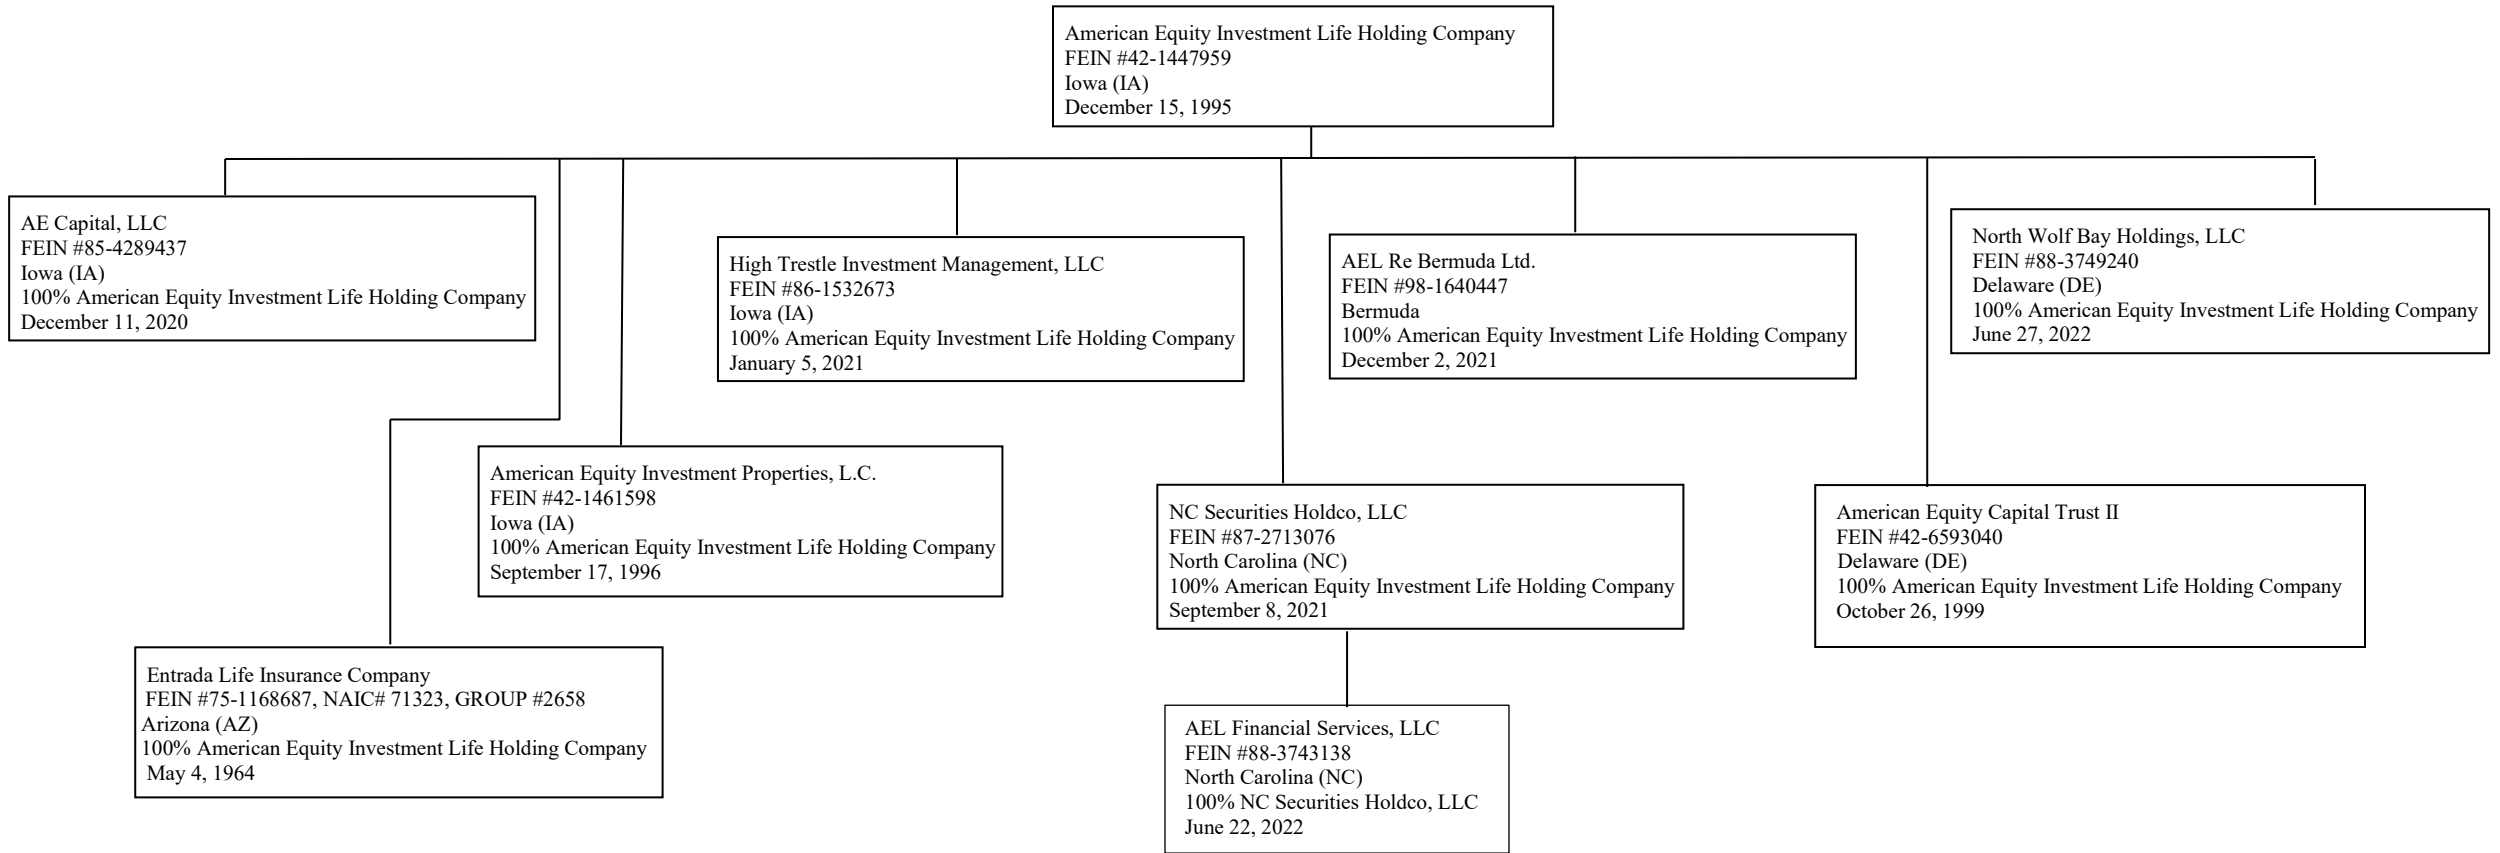 American Equity Investment Life Holding Company
FEIN #42-1447959
Iowa (IA)
December 15, 1995
AE Capital, LLC
FEIN #85-4289437
Iowa (IA)
100% American Equity Investment Life Holding Company
December 11, 2020
High Trestle Investment Management, LLC
FEIN #86-1532673
Iowa (IA)
100% American Equity Investment Life Holding Company
January 5, 2021
AEL Re Bermuda Ltd.
FEIN #98-1640447
Bermuda
100% American Equity Investment Life Holding Company
December 2, 2021
North Wolf Bay Holdings, LLC
FEIN #88-3749240
Delaware (DE)
100% American Equity Investment Life Holding Company
June 27, 2022
American Equity Investment Properties, L.C.
FEIN #42-1461598
Iowa (IA)
100% American Equity Investment Life Holding Company
September 17, 1996
NC Securities Holdco, LLC
FEIN #87-2713076
North Carolina (NC)
100% American Equity Investment Life Holding Company
September 8, 2021
American Equity Capital Trust II
FEIN #42-6593040
Delaware (DE)
100% American Equity Investment Life Holding Company
October 26, 1999
Entrada Life Insurance Company
FEIN #75-1168687, NAIC# 71323, GROUP #2658
Arizona (AZ)
100% American Equity Investment Life Holding Company
May 4, 1964
AEL Financial Services, LLC
FEIN #88-3743138
North Carolina (NC)
100% NC Securities Holdco, LLC
June 22, 2022